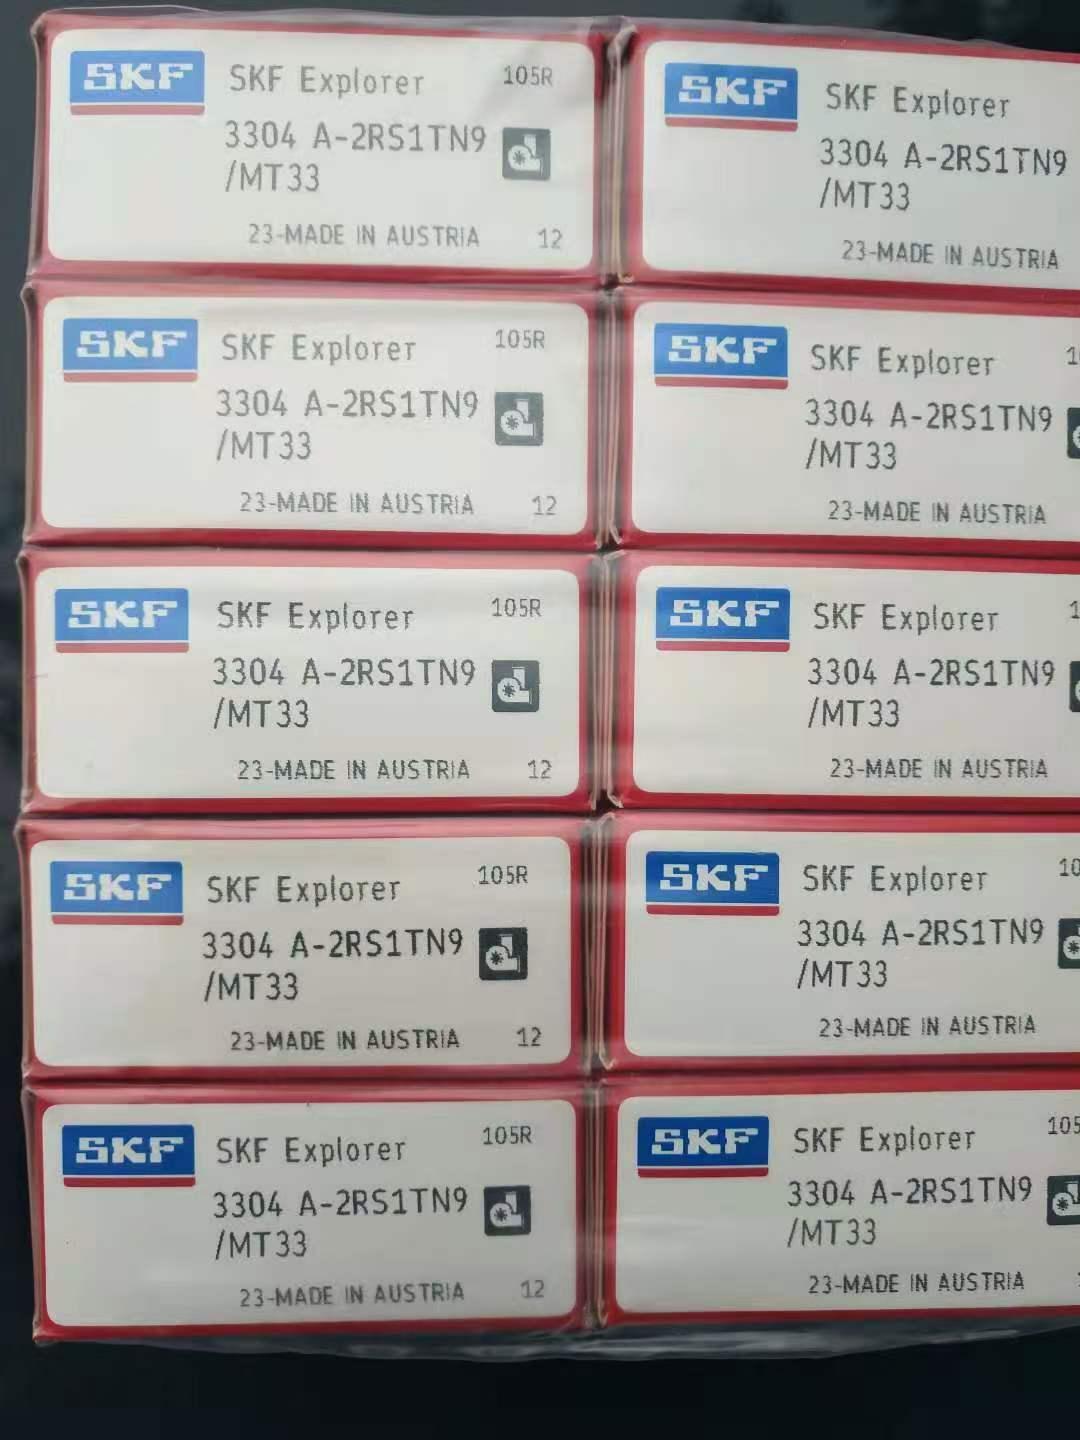 SKF SKF Explorer 105R
3304 A-2RS1TN9
/MT33
23-MADE IN AUSTRIA 12
SKF SKF Explorer
3304 A-2RS1TN9
/MT33
23-MADE IN AUSTRIA
SKF SKF Explorer 105R
3304 A-2RS1TN9
/MT33
23-MADE IN AUSTRIA 12
SKF SKF Explorer
3304 A-2RS1TN9
/MT33
23-MADE IN AUSTRIA
SKF SKF Explorer 105R
3304 A-2RS1TN9
/MT33
23-MADE IN AUSTRIA 12
SKF SKF Explorer
3304 A-2RS1TN9
/MT33
23-MADE IN AUSTRIA
SKF SKF Explorer 105R
3304 A-2RS1TN9
/MT33
23-MADE IN AUSTRIA 12
SKF SKF Explorer
3304 A-2RS1TN9
/MT33
23-MADE IN AUSTRIA
SKF SKF Explorer 105R
3304 A-2RS1TN9
/MT33
23-MADE IN AUSTRIA 12
SKF SKF Explorer 105
3304 A-2RS1TN9
/MT33
23-MADE IN AUSTRIA